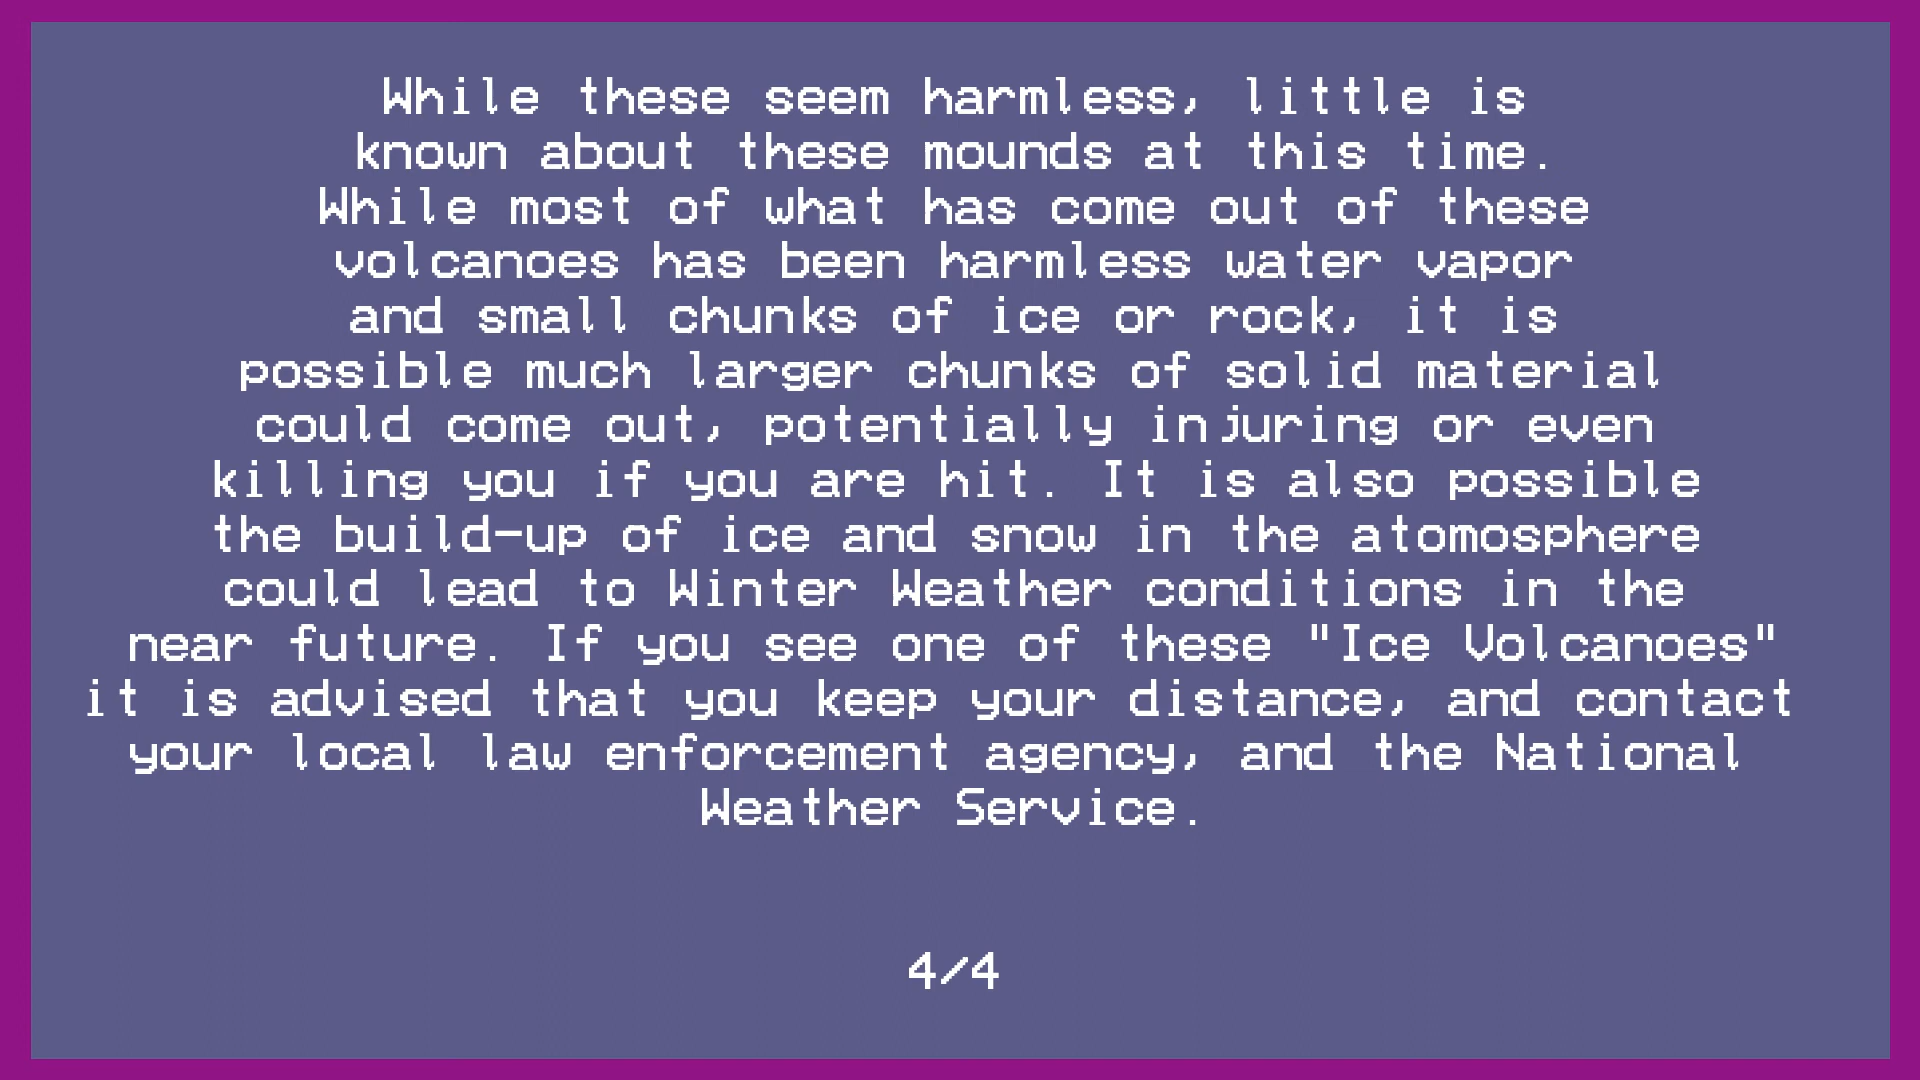 While these seem harmless, little is
known about these mounds at this time.
While most of what has come out of these
volcanoes has been harmless water vapor
and small chunks of ice or rock, it is
possible much larger chunks of solid material
could come out, potentially injuring or even
killing you if you are hit. It is also possible
the build-up of ice and snow in the atomosphere
could lead to Winter Weather conditions in the
near future. If you see one of these "Ice Volcanoes"
it is advised that you keep your distance, and contact
your local law enforcement agency, and the National
Weather Service.
4/4